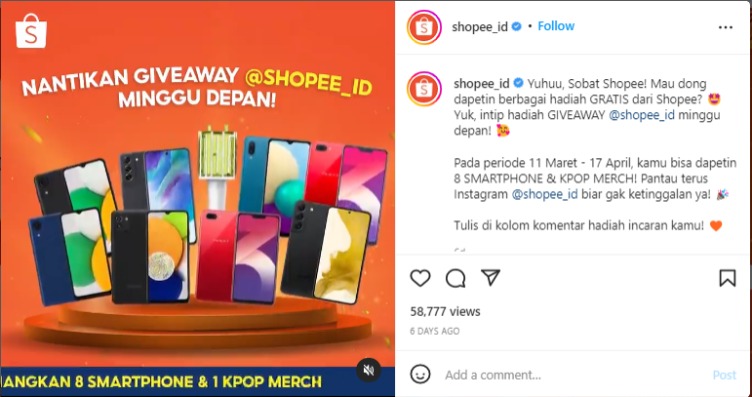 S
NANTIKAN GIVEAWAY @SHOPEE_ID
MINGGU DEPAN!
ANGKAN 8 SMARTPHONE & 1 KPOP MERCH
shopee_id • Follow
shopee_id Yuhuu, Sobat Shopee! Mau dong
dapetin berbagai hadiah GRATIS dari Shopee? 🤩
Yuk, intip hadiah GIVEAWAY @shopee_id minggu
depan! 🥰
Pada periode 11 Maret - 17 April, kamu bisa dapetin
8 SMARTPHONE & KPOP MERCH! Pantau terus
Instagram @shopee_id biar gak ketinggalan ya! 🎉
Tulis di kolom komentar hadiah incaran kamu! 🧡
58,777 views
6 DAYS AGO
Add a comment...
Post